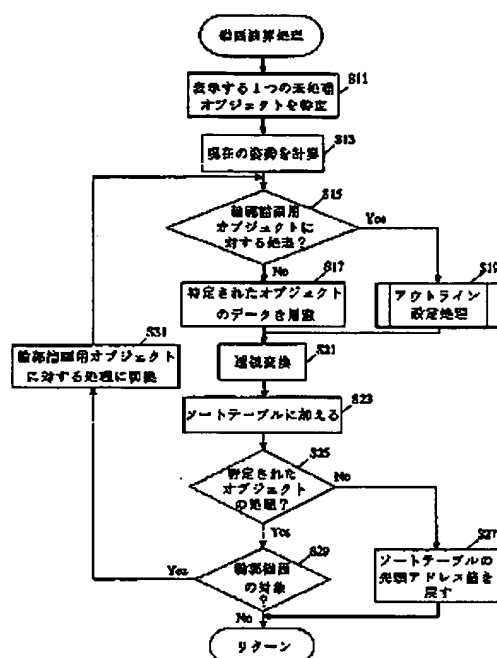 描画演算処理
S11
表示する1つの未処理
オブジェクトを特定
S13
現在の姿勢を計算
S15
輪郭描画用
オブジェクトに
対する処理?
Yes
No
S17
特定されたオブジェクト
のデータを用意
S19
アウトライン
設定処理
S31
輪郭描画用オブジェクト
に対する処理に切換
S21
透視変換
S23
ソートテーブルに加える
S25
特定された
オブジェクト
の処理?
No
Yes
S29
輪郭描画
の対象
?
Yes
No
S27
ソートテーブルの
先頭アドレス値を
戻す
リターン